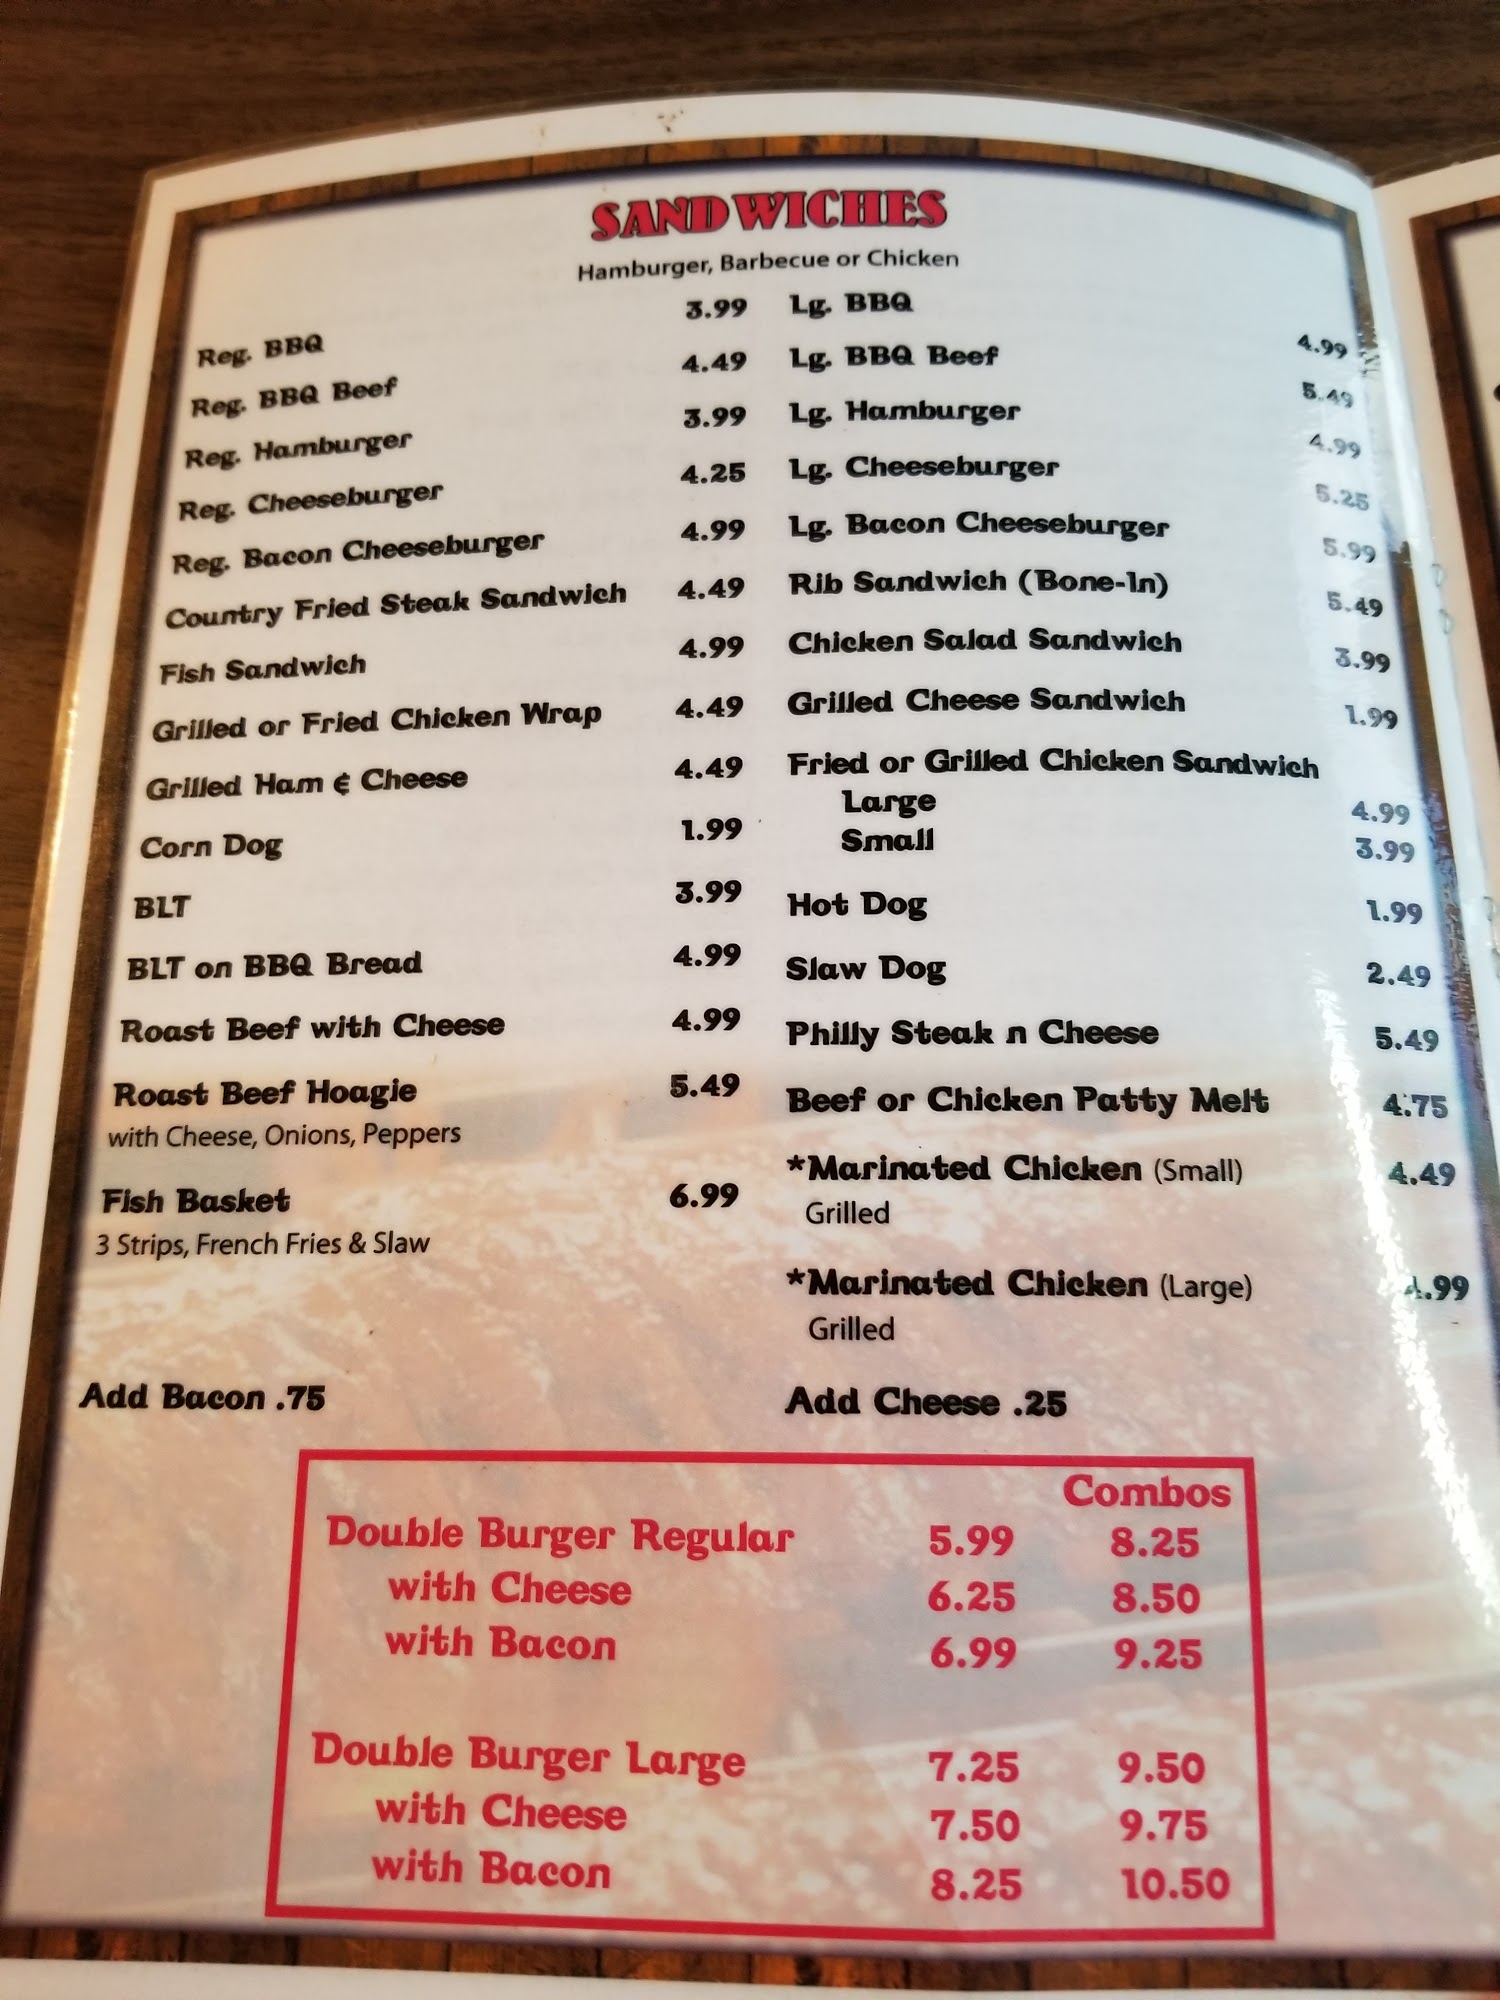 SANDWICHES
Hamburger, Barbecue or Chicken
Reg. BBQ 3.99
Reg. BBQ Beef 4.49
Reg. Hamburger 3.99
Reg. Cheeseburger 4.25
Reg. Bacon Cheeseburger 4.99
Country Fried Steak Sandwich 4.49
Fish Sandwich 4.99
Grilled or Fried Chicken Wrap 4.49
Grilled Ham & Cheese 4.49
Corn Dog 1.99
BLT 3.99
BLT on BBQ Bread 4.99
Roast Beef with Cheese 4.99
Roast Beef Hoagie 5.49
with Cheese, Onions, Peppers
Fish Basket 6.99
3 Strips, French Fries & Slaw
Add Bacon .75
Lg. BBQ 4.99
Lg. BBQ Beef 5.49
Lg. Hamburger 4.99
Lg. Cheeseburger 5.25
Lg. Bacon Cheeseburger 5.99
Rib Sandwich (Bone-In) 5.49
Chicken Salad Sandwich 3.99
Grilled Cheese Sandwich 1.99
Fried or Grilled Chicken Sandwich
Large 4.99
Small 3.99
Hot Dog 1.99
Slaw Dog 2.49
Philly Steak n Cheese 5.49
Beef or Chicken Patty Melt 4.75
*Marinated Chicken (Small) 4.49
Grilled
*Marinated Chicken (Large)
Grilled
Add Cheese .25
Combos
Double Burger Regular 5.99 8.25
with Cheese 6.25 8.50
with Bacon 6.99 9.25
Double Burger Large 7.25 9.50
with Cheese 7.50 9.75
with Bacon 8.25 10.50